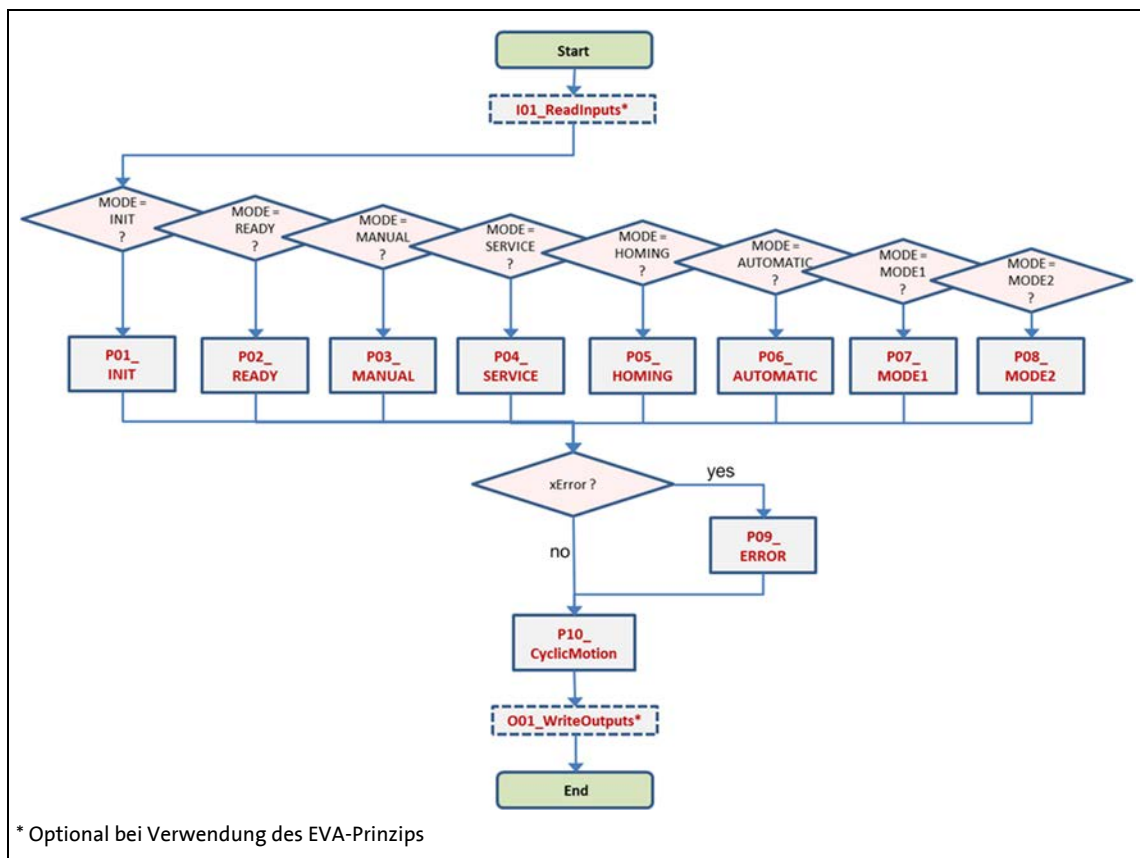 Start
I01_ReadInputs*
MODE =
INIT
?
MODE =
READY
?
MODE =
MANUAL
?
MODE =
SERVICE
?
MODE =
HOMING
?
MODE =
AUTOMATIC
?
MODE =
MODE1
?
MODE =
MODE2
?
P01_
INIT
P02_
READY
P03_
MANUAL
P04_
SERVICE
P05_
HOMING
P06_
AUTOMATIC
P07_
MODE1
P08_
MODE2
xError ?
yes
no
P09_
ERROR
P10_
CyclicMotion
O01_WriteOutputs*
End
* Optional bei Verwendung des EVA-Prinzips